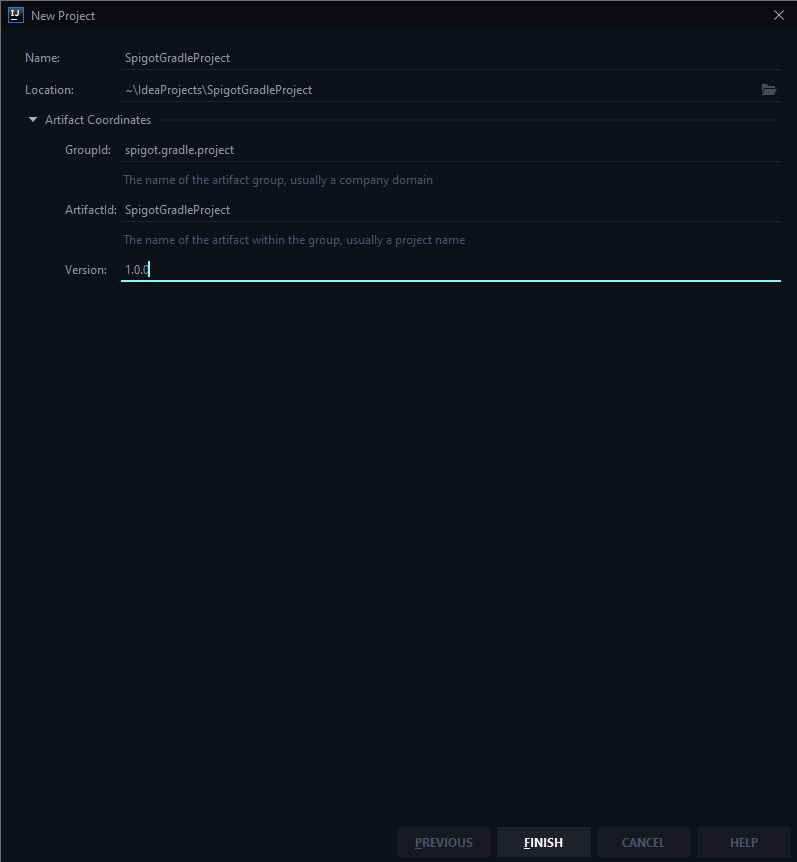 IJ New Project
Name: SpigotGradleProject
Location: ~\IdeaProjects\SpigotGradleProject
Artifact Coordinates
GroupId: spigot.gradle.project
The name of the artifact group, usually a company domain
ArtifactId: SpigotGradleProject
The name of the artifact within the group, usually a project name
Version: 1.0.0
PREVIOUS FINISH CANCEL HELP